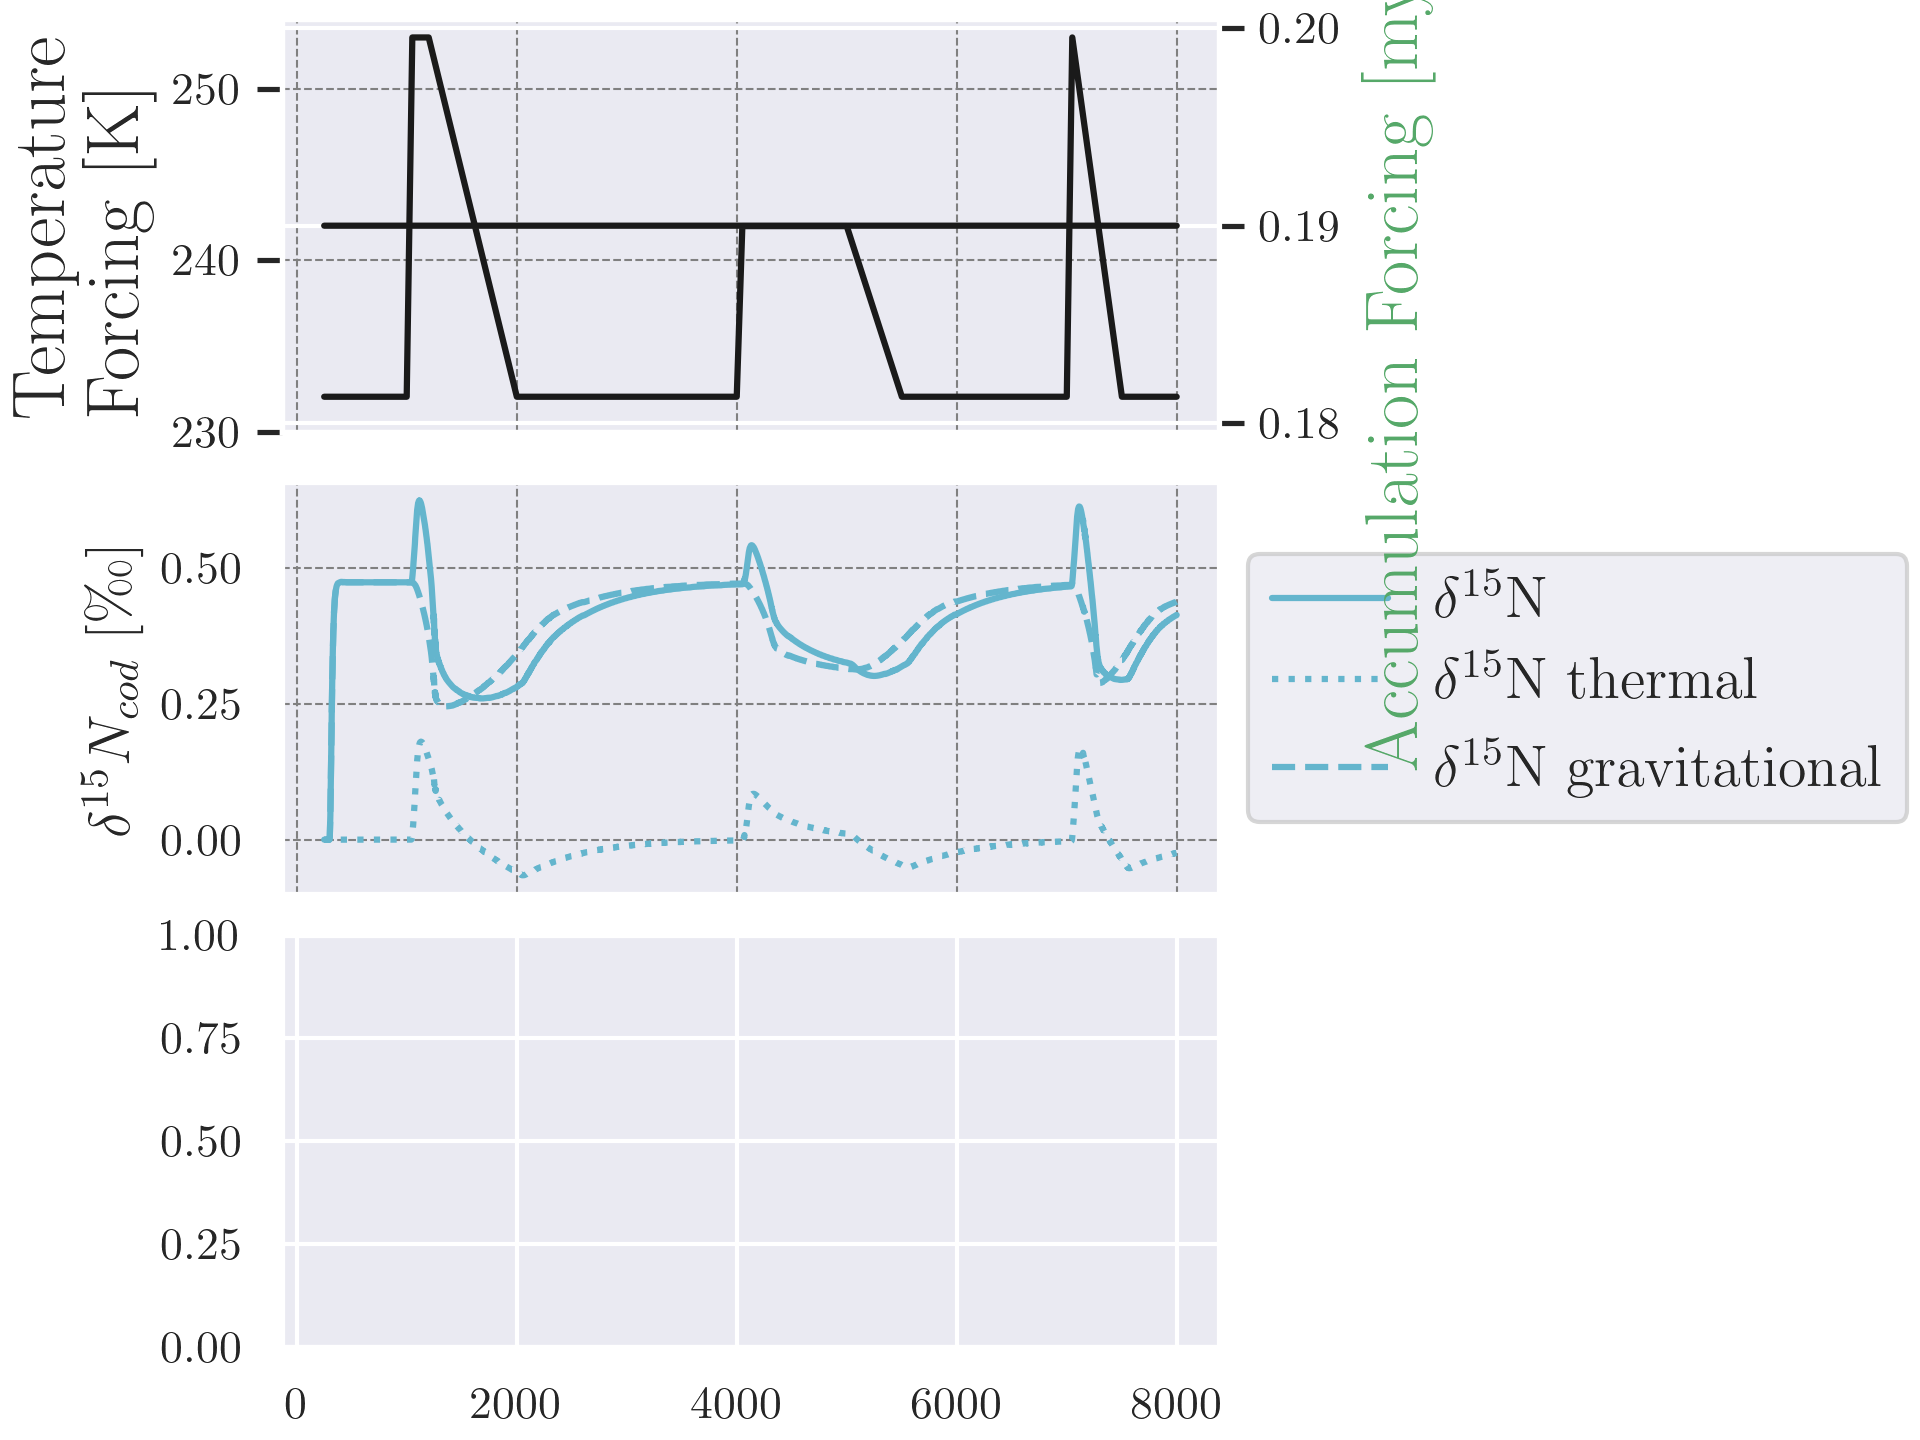 Temperature
Forcing [K]
250
240
230
0.20
0.19
0.18
Accumulation Forcing [my
δ¹⁵N_cod [‰]
0.50
0.25
0.00
δ¹⁵N
δ¹⁵N thermal
δ¹⁵N gravitational
1.00
0.75
0.50
0.25
0.00
0 2000 4000 6000 8000